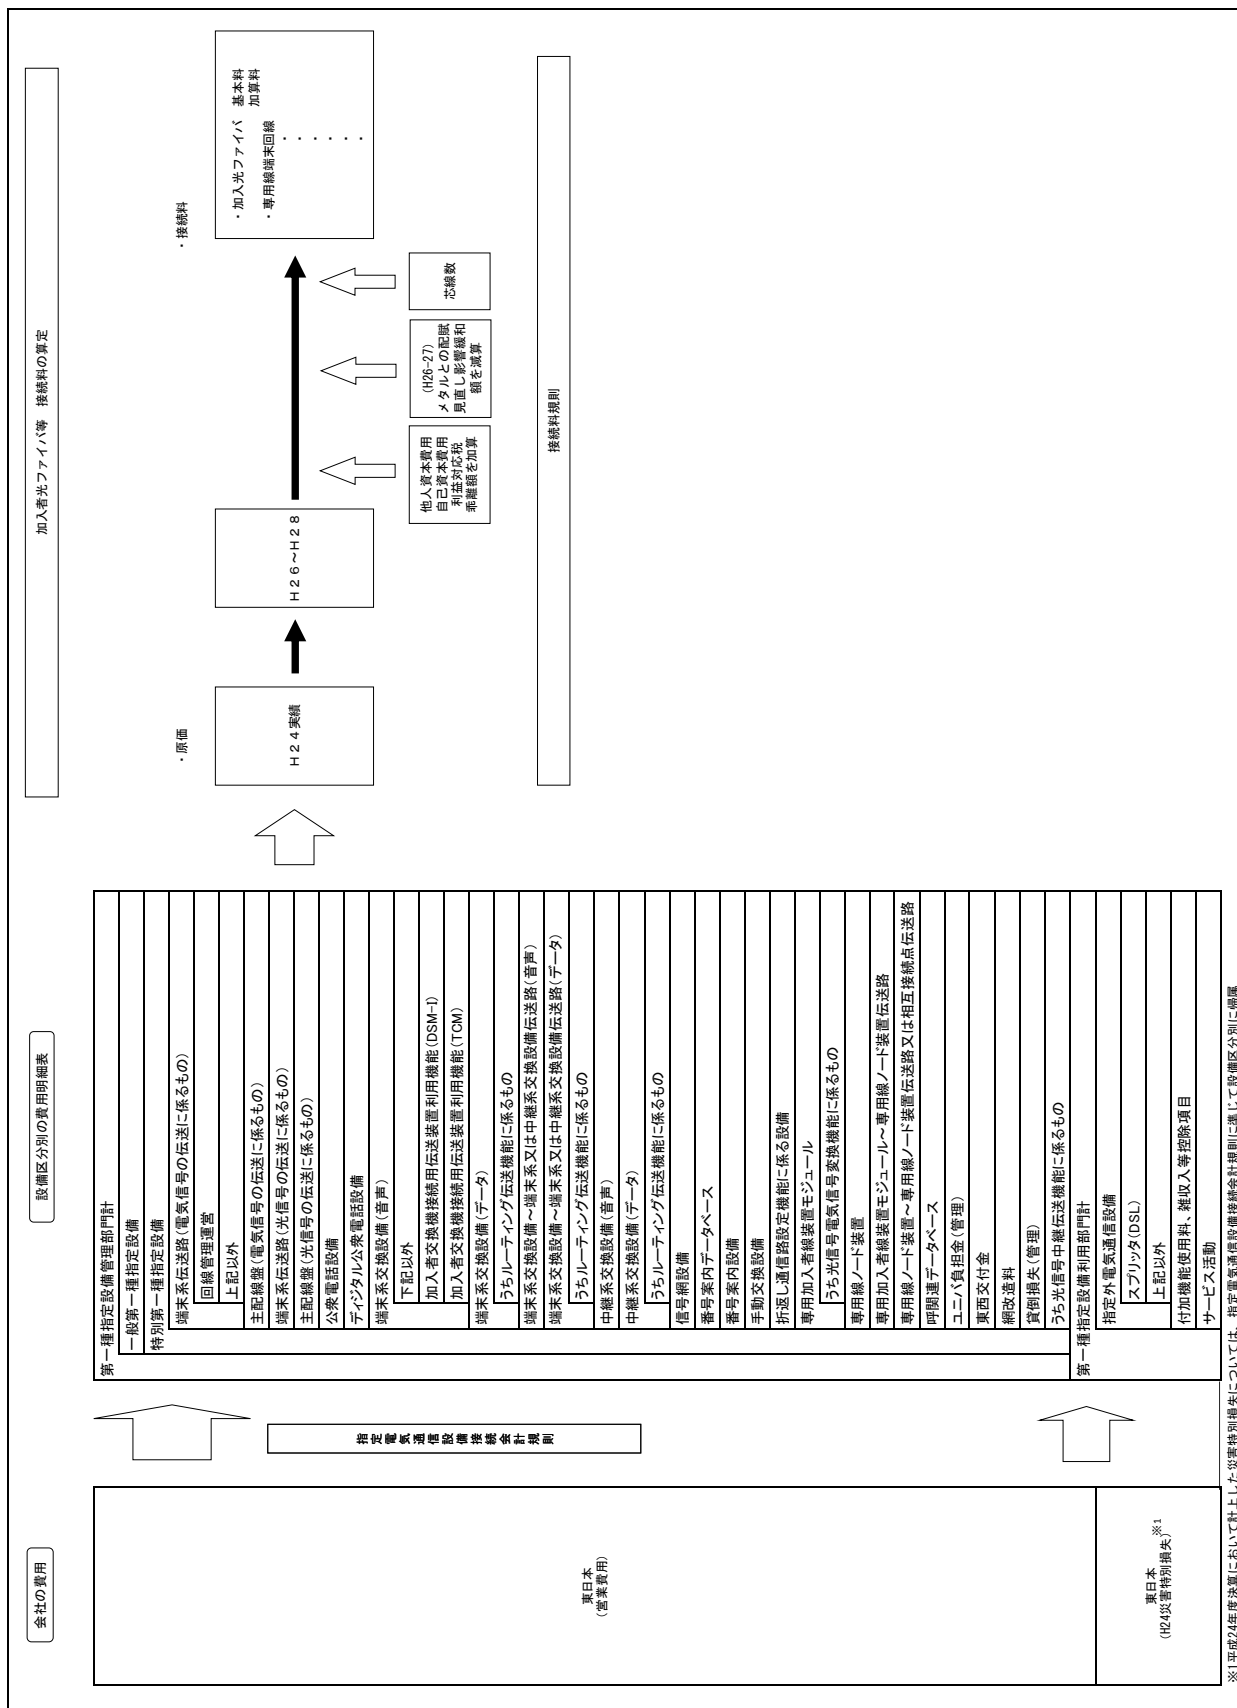 会社の費用
東日本
(営業費用)
東日本
(H24災害特別損失)※1
指定電気通信設備接続会計規則
設備区分別の費用明細表
第一種指定設備管理部門計
一般第一種指定設備
特別第一種指定設備
端末系伝送路(電気信号の伝送に係るもの)
回線管理運営
上記以外
主配線盤(電気信号の伝送に係るもの)
端末系伝送路(光信号の伝送に係るもの)
主配線盤(光信号の伝送に係るもの)
公衆電話設備
ディジタル公衆電話設備
端末系交換設備(音声)
下記以外
加入者交換機接続用伝送装置利用機能(DSM-I)
加入者交換機接続用伝送装置利用機能(TCM)
端末系交換設備(データ)
うちルーティング伝送機能に係るもの
端末系交換設備～端末系又は中継系交換設備伝送路(音声)
端末系交換設備～端末系又は中継系交換設備伝送路(データ)
うちルーティング伝送機能に係るもの
中継系交換設備(音声)
中継系交換設備(データ)
うちルーティング伝送機能に係るもの
信号網設備
番号案内データベース
番号案内設備
手動交換設備
折返し通信路設定機能に係る設備
専用加入者線装置モジュール
うち光信号電気信号変換機能に係るもの
専用線ノード装置
専用加入者線装置モジュール～専用線ノード装置伝送路
専用線ノード装置～専用線ノード装置伝送路又は相互接続点伝送路
呼関連データベース
ユニバ負担金(管理)
東西交付金
網改造料
貸倒損失(管理)
うち光信号中継伝送機能に係るもの
第一種指定設備利用部門計
指定外電気通信設備
スプリッタ(DSL)
上記以外
付加機能使用料、雑収入等控除項目
サービス活動
加入者光ファイバ等 接続料の算定
・原価
H24実績
H26～H28
他人資本費用
自己資本費用
利益対応税
乖離額を加算
(H26-27)
メタルとの配賦
見直し影響緩和
額を減算
芯線数
・接続料
・加入光ファイバ 基本料
加算料
・専用線端末回線
・
・
・
・
・
・
接続料規則
※1平成24年度決算において計上した災害特別損失については、指定電気通信設備接続会計規則に準じて設備区分別に帰属